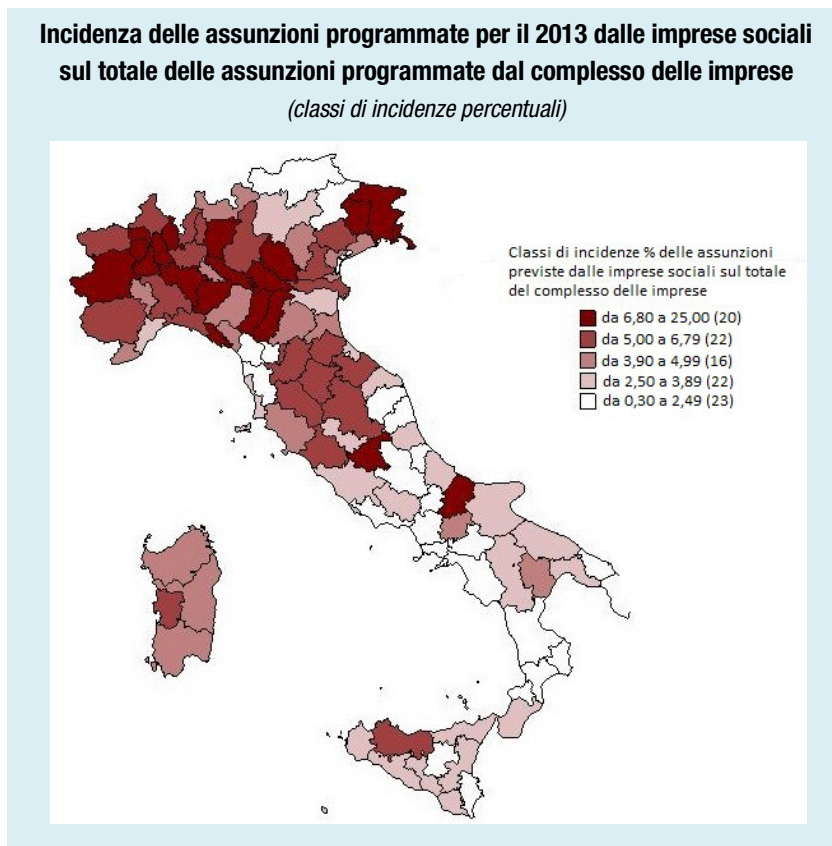 Incidenza delle assunzioni programmate per il 2013 dalle imprese sociali
sul totale delle assunzioni programmate dal complesso delle imprese
(classi di incidenze percentuali)
Classi di incidenze % delle assunzioni
previste dalle imprese sociali sul totale
del complesso delle imprese
da 6,80 a 25,00 (20)
da 5,00 a 6,79 (22)
da 3,90 a 4,99 (16)
da 2,50 a 3,89 (22)
da 0,30 a 2,49 (23)